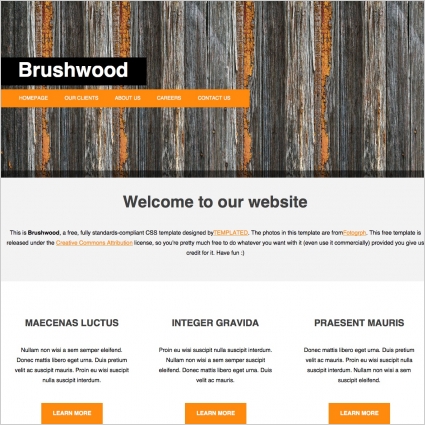 Brushwood
HOMEPAGE OUR CLIENTS ABOUT US CAREERS CONTACT US
Welcome to our website
This is Brushwood, a free, fully standards-compliant CSS template designed byTEMPLATED. The photos in this template are fromFotogrph. This free template is
released under the Creative Commons Attribution license, so you're pretty much free to do whatever you want with it (even use it commercially) provided you give us
credit for it. Have fun :)
MAECENAS LUCTUS INTEGER GRAVIDA PRAESENT MAURIS
Nullam non wisi a sem semper eleifend. Proin eu wisi suscipit nulla suscipit interdum. Donec mattis libero eget urna. Duis pretium
Donec mattis libero eget urna. Duis pretium Nullam non wisi a sem semper suscipit velit ac suscipit mauris. Proin eu wisi
velit ac suscipit mauris. Proin eu wisi suscipit eleifend. Donec mattis libero eget urna. suscipit nulla suscipit interdum. Nullam non wisi a sem
suscipit nulla suscipit interdum. Duis pretium velit ac suscipit mauris. suscipit eleifend.
LEARN MORE LEARN MORE LEARN MORE